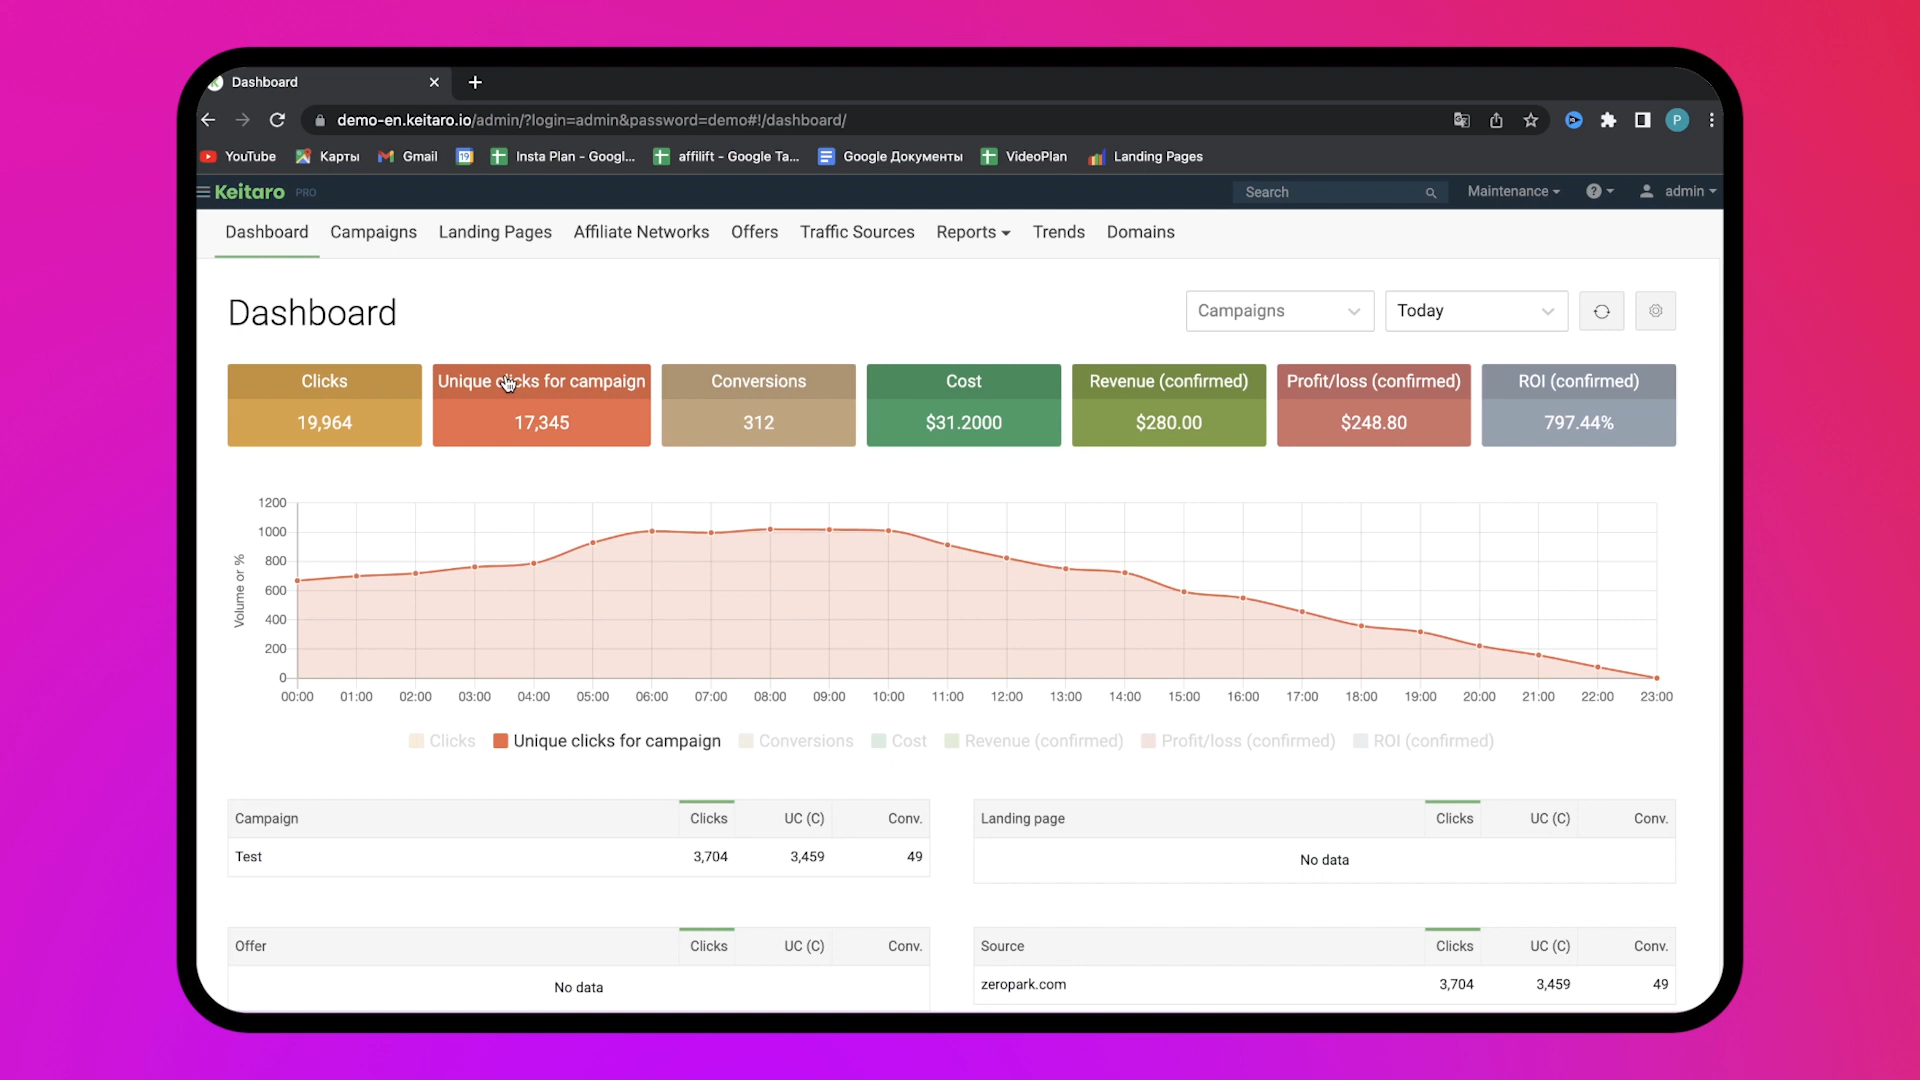 Dashboard
demo-en.keitaro.io/admin/?login=admin&password=demo#!/dashboard/
P
YouTube Карты Gmail 19 Insta Plan - Googl... affilift - Google Ta... Google Документы VideoPlan Landing Pages
Keitaro PRO Search Maintenance ? admin
Dashboard Campaigns Landing Pages Affiliate Networks Offers Traffic Sources Reports Trends Domains
Dashboard Campaigns Today
Clicks Unique clicks for campaign Conversions Cost Revenue (confirmed) Profit/loss (confirmed) ROI (confirmed)
19,964 17,345 312 $31.2000 $280.00 $248.80 797.44%
Volume or %
1200
1000
800
600
400
200
0
00:00 01:00 02:00 03:00 04:00 05:00 06:00 07:00 08:00 09:00 10:00 11:00 12:00 13:00 14:00 15:00 16:00 17:00 18:00 19:00 20:00 21:00 22:00 23:00
Clicks Unique clicks for campaign Conversions Cost Revenue (confirmed) Profit/loss (confirmed) ROI (confirmed)
Campaign Clicks UC (C) Conv.
Test 3,704 3,459 49
Landing page Clicks UC (C) Conv.
No data
Offer Clicks UC (C) Conv.
No data
Source Clicks UC (C) Conv.
zeropark.com 3,704 3,459 49